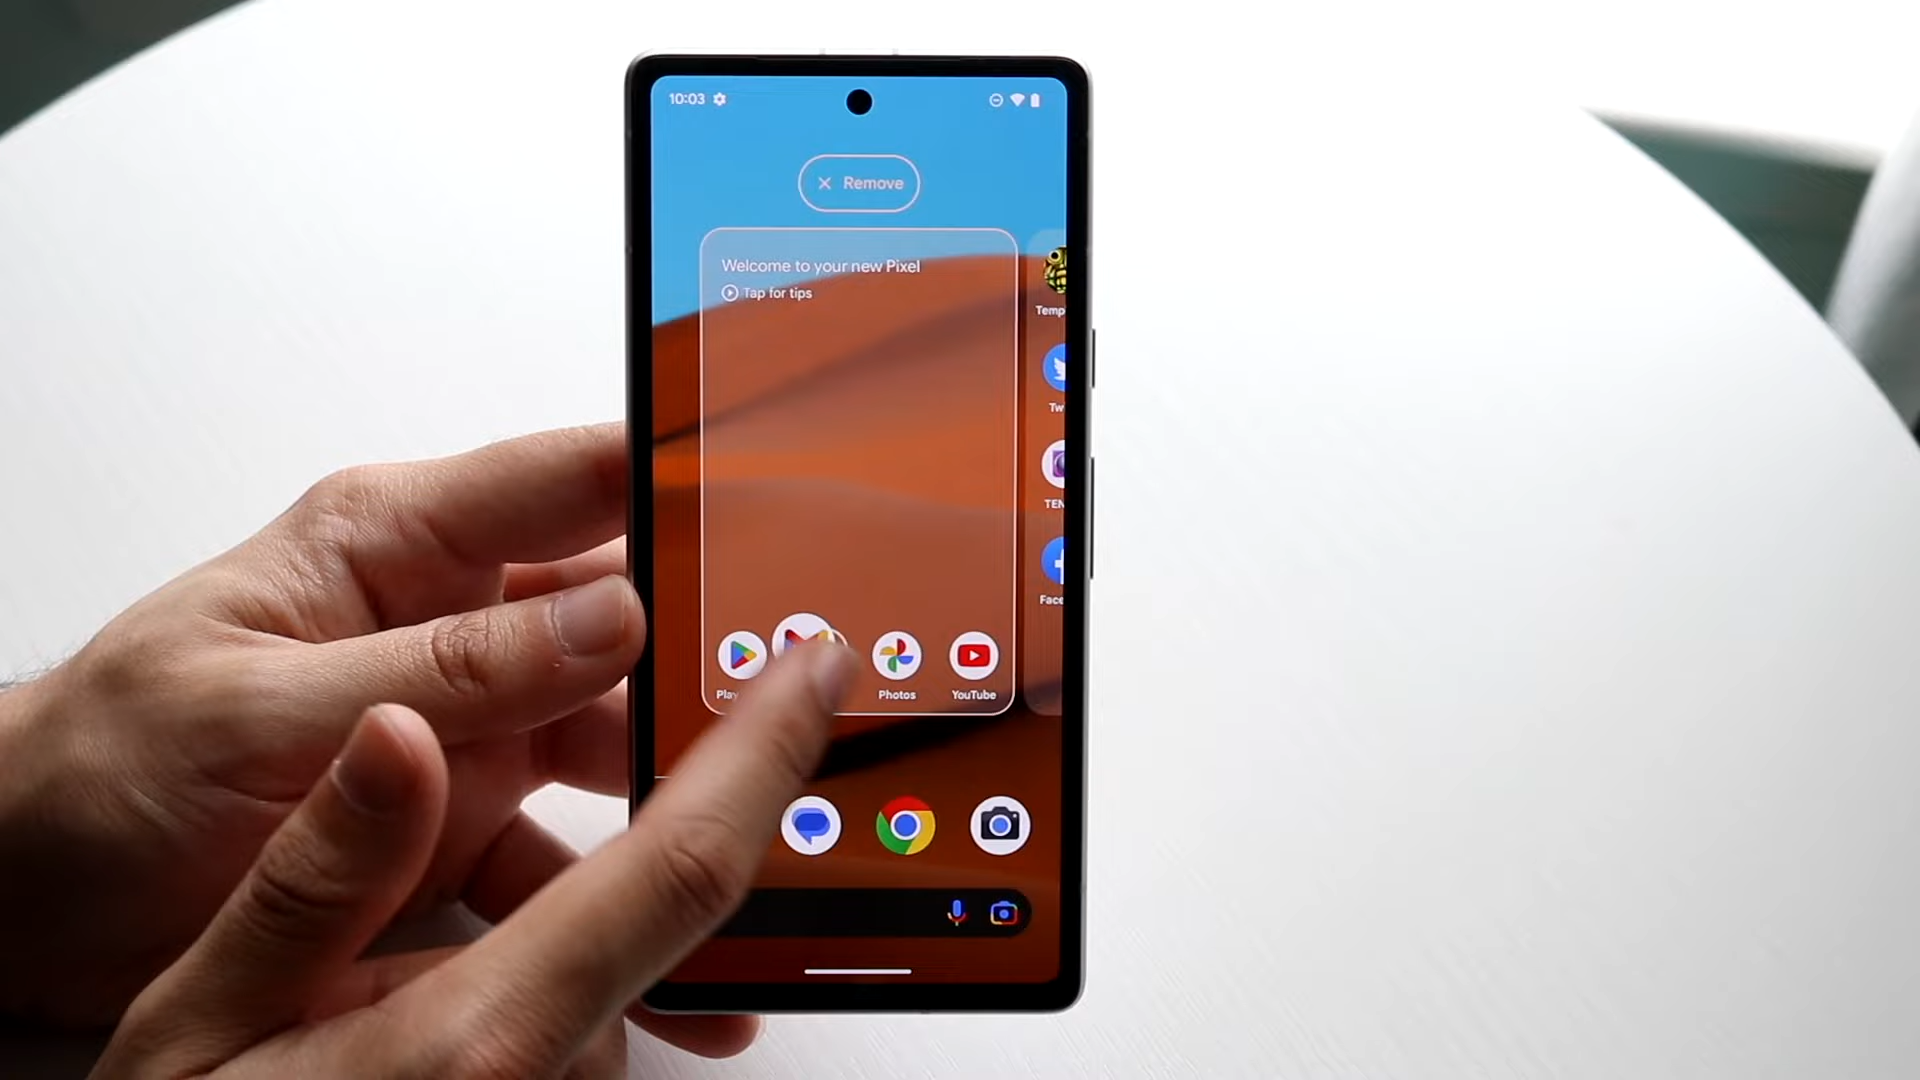 10:03
Remove
Welcome to your new Pixel
Tap for tips
Temp
Tw
TEN
Face
Play
Photos
YouTube